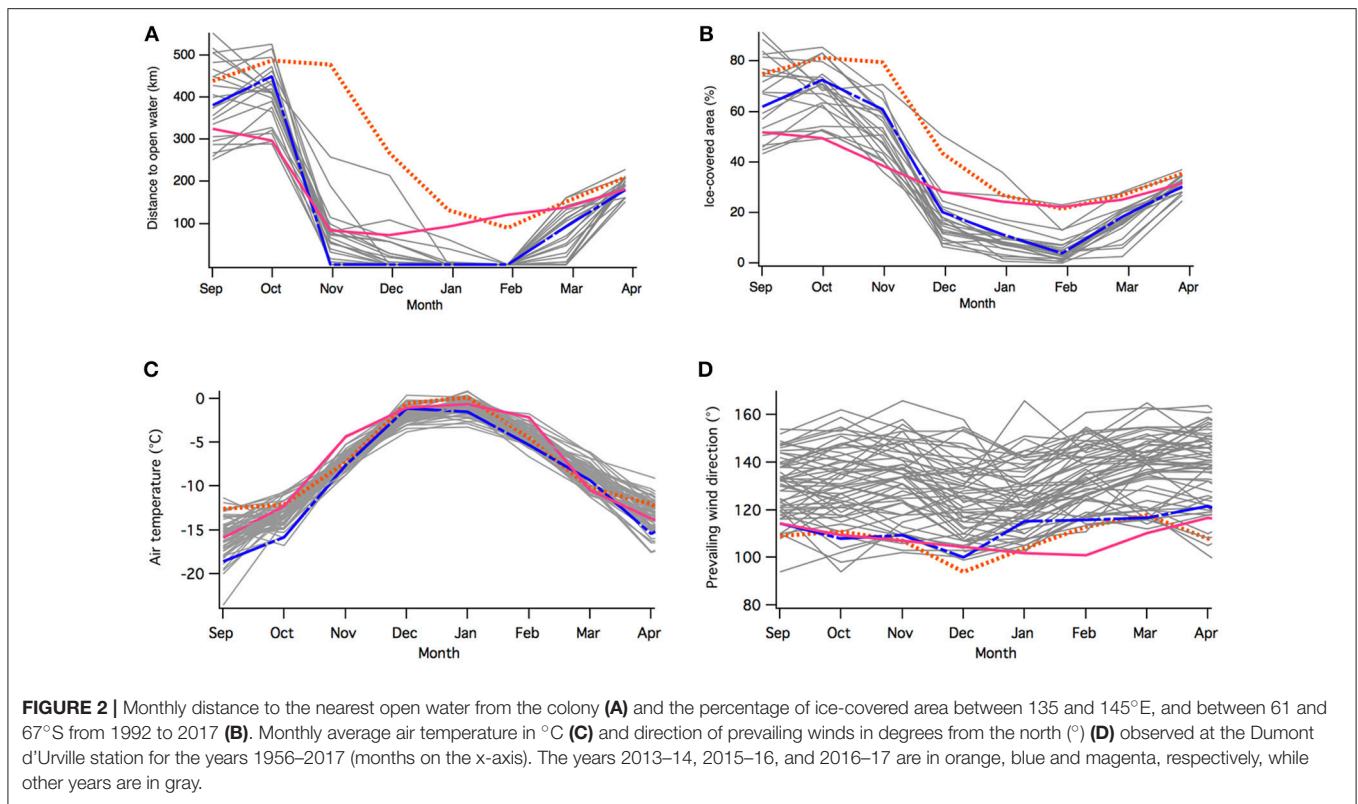 A
Distance to open water (km)
500
400
300
200
100
Sep Oct Nov Dec Jan Feb Mar Apr
Month
B
Ice-covered area (%)
80
60
40
20
0
Sep Oct Nov Dec Jan Feb Mar Apr
Month
C
Air temperature (°C)
0
-5
-10
-15
-20
Sep Oct Nov Dec Jan Feb Mar Apr
Month
D
Prevailing wind direction (°)
160
140
120
100
80
Sep Oct Nov Dec Jan Feb Mar Apr
Month
FIGURE 2 | Monthly distance to the nearest open water from the colony (A) and the percentage of ice-covered area between 135 and 145°E, and between 61 and
67°S from 1992 to 2017 (B). Monthly average air temperature in °C (C) and direction of prevailing winds in degrees from the north (°) (D) observed at the Dumont
d'Urville station for the years 1956–2017 (months on the x-axis). The years 2013–14, 2015–16, and 2016–17 are in orange, blue and magenta, respectively, while
other years are in gray.